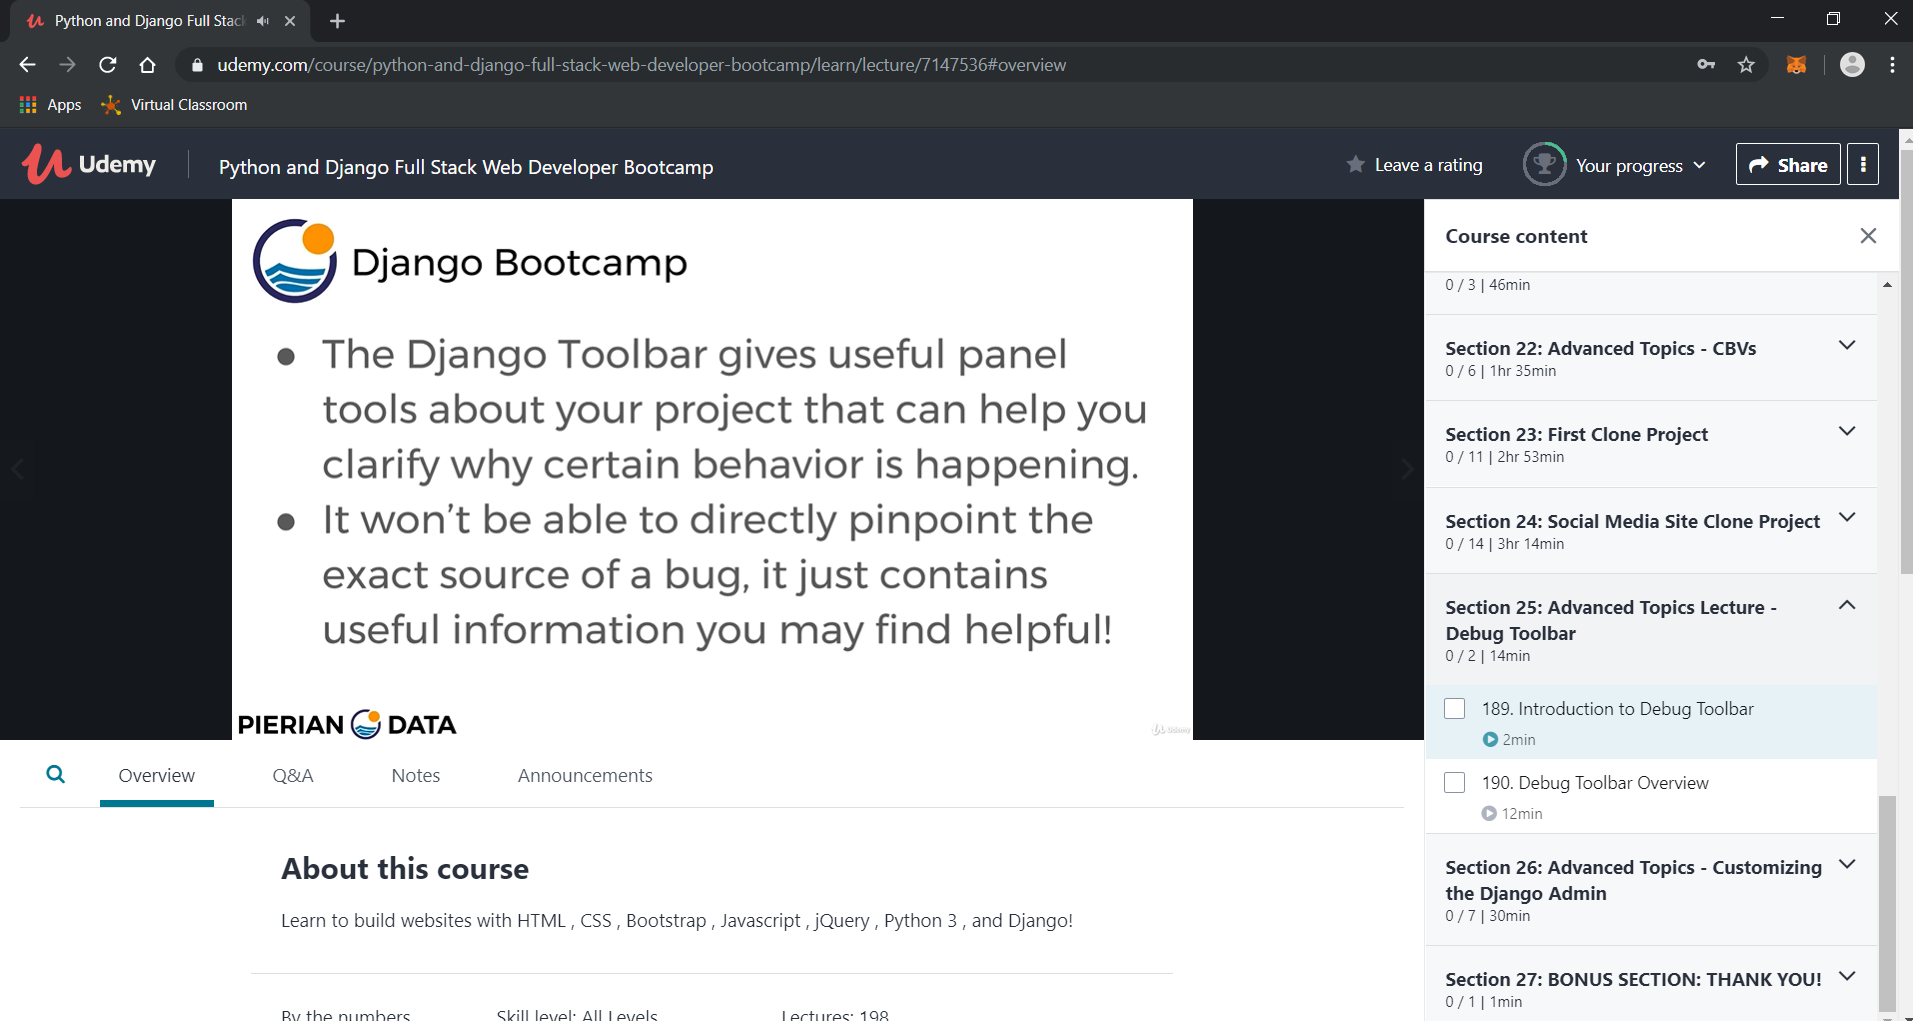 Python and Django Full Stack
udemy.com/course/python-and-django-full-stack-web-developer-bootcamp/learn/lecture/7147536#overview
Apps
Virtual Classroom
Udemy
Python and Django Full Stack Web Developer Bootcamp
Leave a rating
Your progress
Share
Django Bootcamp
• The Django Toolbar gives useful panel
tools about your project that can help you
clarify why certain behavior is happening.
• It won't be able to directly pinpoint the
exact source of a bug, it just contains
useful information you may find helpful!
PIERIAN DATA
Udemy
Course content
0 / 3 | 46min
Section 22: Advanced Topics - CBVs
0 / 6 | 1hr 35min
Section 23: First Clone Project
0 / 11 | 2hr 53min
Section 24: Social Media Site Clone Project
0 / 14 | 3hr 14min
Section 25: Advanced Topics Lecture -
Debug Toolbar
0 / 2 | 14min
189. Introduction to Debug Toolbar
2min
190. Debug Toolbar Overview
12min
Section 26: Advanced Topics - Customizing
the Django Admin
0 / 7 | 30min
Section 27: BONUS SECTION: THANK YOU!
0 / 1 | 1min
Overview
Q&A
Notes
Announcements
About this course
Learn to build websites with HTML , CSS , Bootstrap , Javascript , jQuery , Python 3 , and Django!
By the numbers
Skill level: All Levels
Lectures: 198